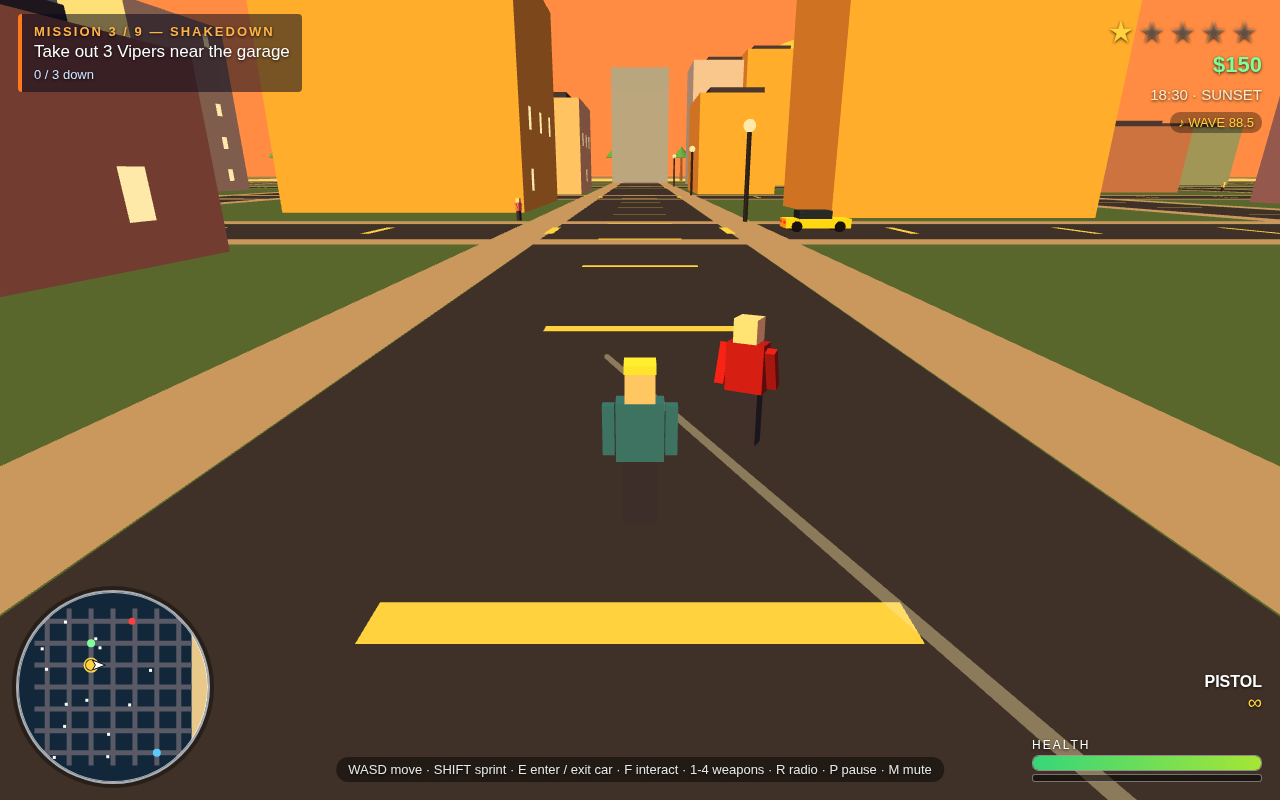 MISSION 3 / 9 — SHAKEDOWN
Take out 3 Vipers near the garage
0 / 3 down
$150
18:30 · SUNSET
♪ WAVE 88.5
PISTOL
∞
HEALTH
WASD move · SHIFT sprint · E enter / exit car · F interact · 1-4 weapons · R radio · P pause · M mute